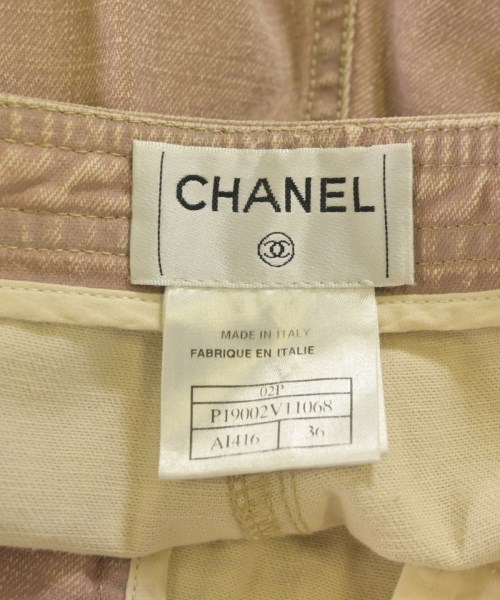 CHANEL
MADE IN ITALY
FABRIQUE EN ITALIE
02P
P19002V11068
A1416 36